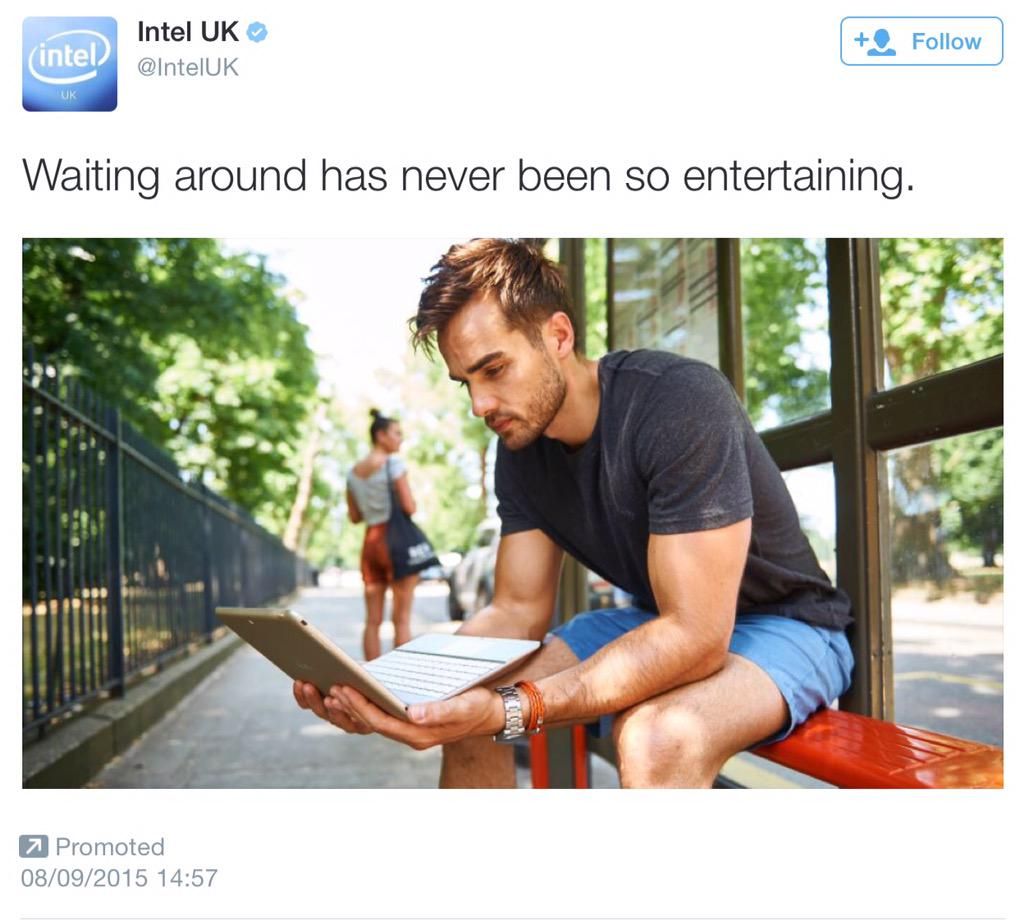 intel
UK
Intel UK
@IntelUK
Follow
Waiting around has never been so entertaining.
Promoted
08/09/2015 14:57